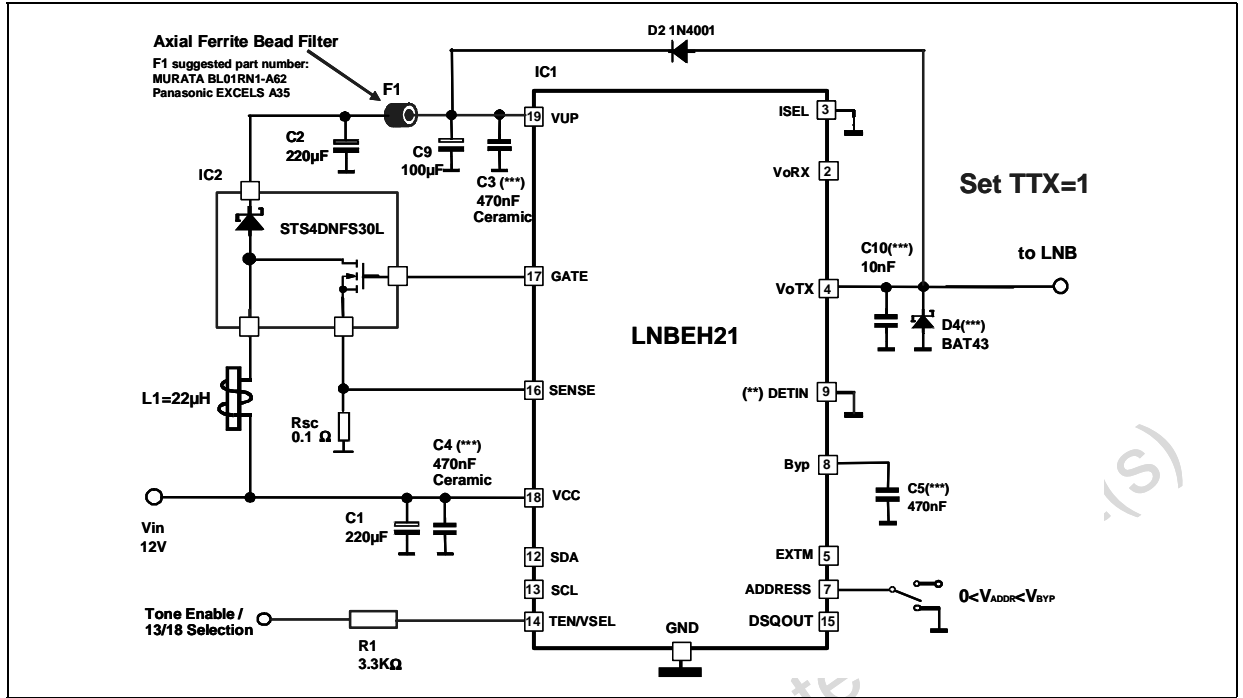 D2 1N4001
Axial Ferrite Bead Filter
F1 suggested part number:
MURATA BL01RN1-A62
Panasonic EXCELS A35
F1
IC1
C2
220µF
C9
100µF
C3 (***)
470nF
Ceramic
19
VUP
ISEL
3
VoRX
2
Set TTX=1
IC2
STS4DNFS30L
17
GATE
C10(***)
10nF
to LNB
VoTX
4
LNBEH21
D4(***)
BAT43
L1=22µH
16
SENSE
(**) DETIN
9
Rsc
0.1 Ω
C4 (***)
470nF
Ceramic
Byp
8
C5(***)
470nF
Vin
12V
C1
220µF
18
VCC
12
SDA
EXTM
5
13
SCL
ADDRESS
7
0<VADDR<VBYP
Tone Enable /
13/18 Selection
R1
3.3KΩ
14
TEN/VSEL
DSQOUT
15
GND
(s)